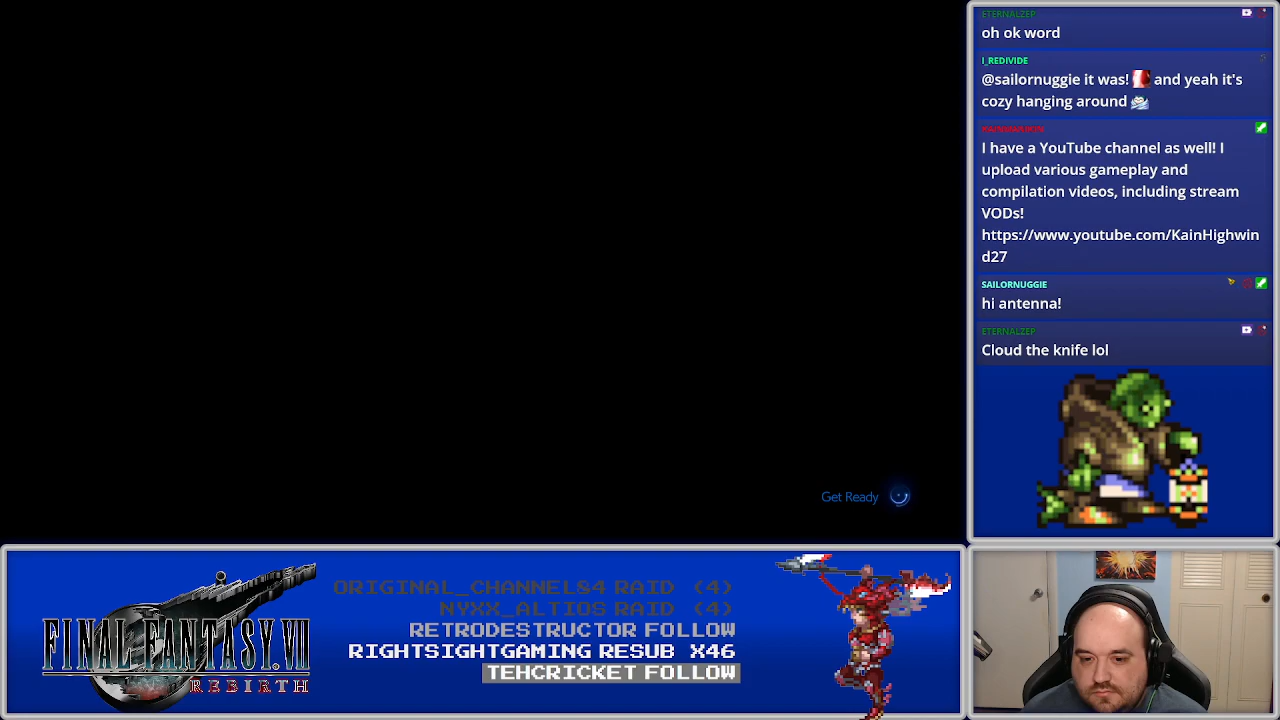 ETERNALZEP
oh ok word
I_REDIVIDE
@sailornuggie it was! and yeah it's
cozy hanging around
I have a YouTube channel as well! I
upload various gameplay and
compilation videos, including stream
VODs!
https://www.youtube.com/KainHighwin
d27
SAILORNUGGIE
hi antenna!
ETERNALZEP
Cloud the knife lol
Get Ready
ORIGINAL_CHANNEL84 RAID (4)
NYXX_ALTIOS RAID (4)
RETRODESTRUCTOR FOLLOW
RIGHTSIGHTGAMING RESUB X46
TEHCRICKET FOLLOW
FINAL FANTASY.VII
REBIRTH